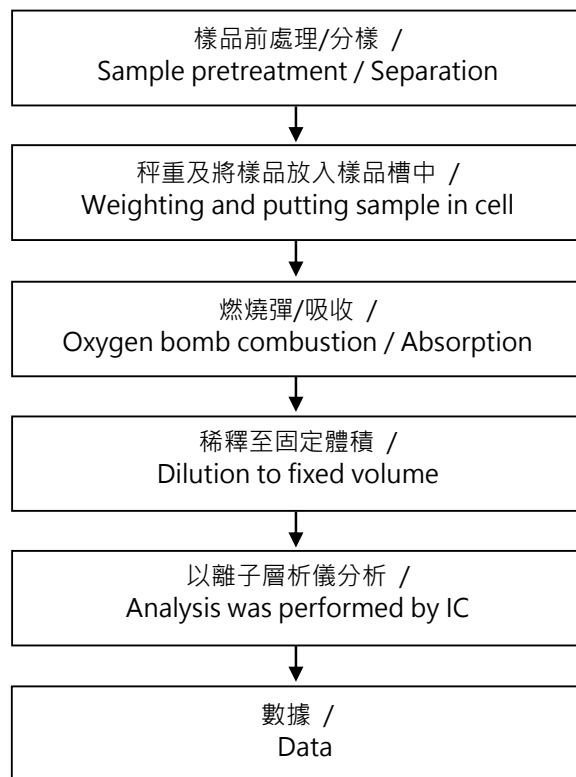 樣品前處理/分樣 /
Sample pretreatment / Separation
秤重及將樣品放入樣品槽中 /
Weighting and putting sample in cell
燃燒彈/吸收 /
Oxygen bomb combustion / Absorption
稀釋至固定體積 /
Dilution to fixed volume
以離子層析儀分析 /
Analysis was performed by IC
數據 /
Data